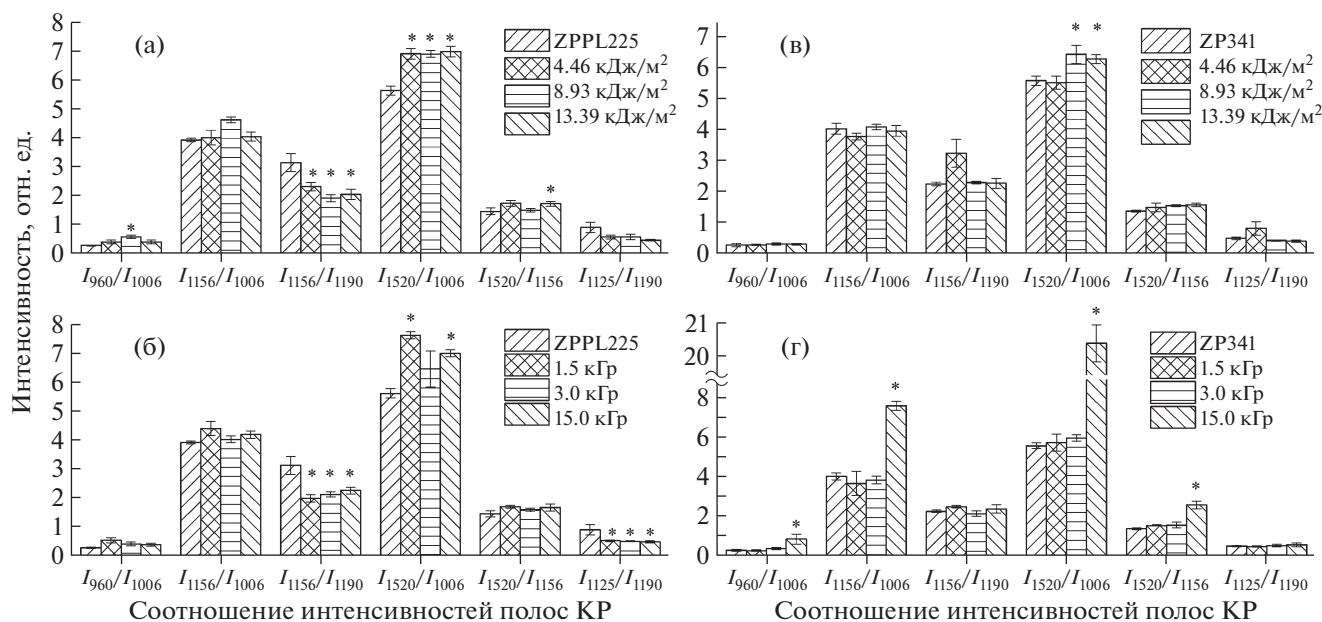 Интенсивность, отн. ед.
(а)
8
7
6
5
4
3
2
1
0
ZPPL225
4.46 кДж/м²
8.93 кДж/м²
13.39 кДж/м²
* * *
* * *
*
*
I960/I1006 I1156/I1006 I1156/I1190 I1520/I1006 I1520/I1156 I1125/I1190
(в)
7
6
5
4
3
2
1
0
ZP341
4.46 кДж/м²
8.93 кДж/м²
13.39 кДж/м²
* *
I960/I1006 I1156/I1006 I1156/I1190 I1520/I1006 I1520/I1156 I1125/I1190
(б)
8
7
6
5
4
3
2
1
0
ZPPL225
1.5 кГр
3.0 кГр
15.0 кГр
* *
* * *
* * *
I960/I1006 I1156/I1006 I1156/I1190 I1520/I1006 I1520/I1156 I1125/I1190
(г)
21
20
8
6
4
2
0
ZP341
1.5 кГр
3.0 кГр
15.0 кГр
*
*
*
*
I960/I1006 I1156/I1006 I1156/I1190 I1520/I1006 I1520/I1156 I1125/I1190
Соотношение интенсивностей полос КР
Соотношение интенсивностей полос КР